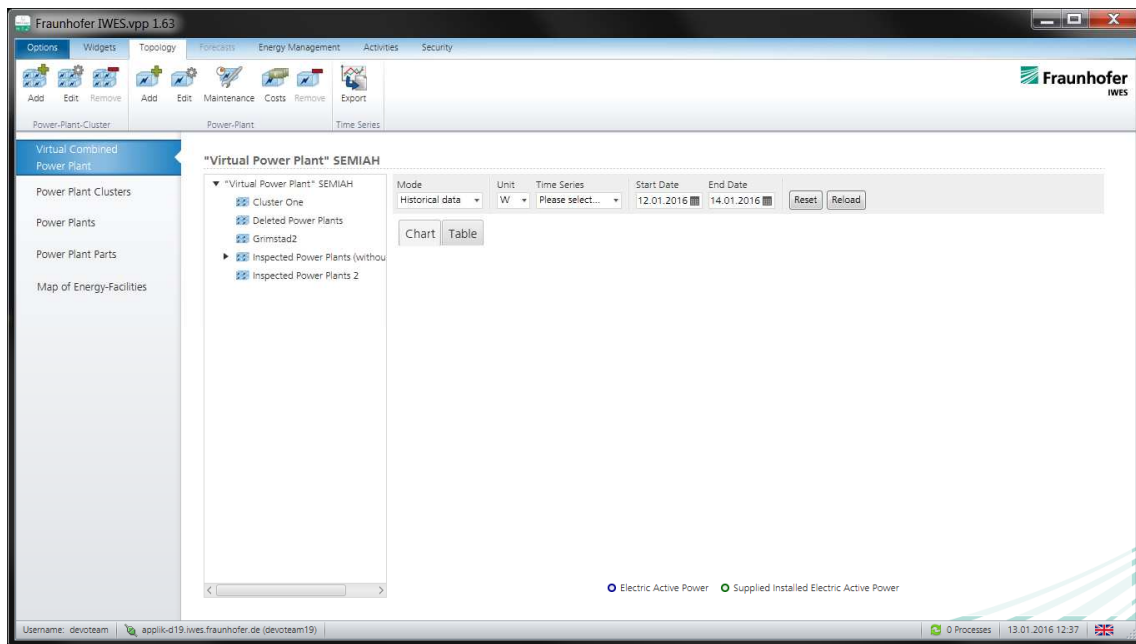 Fraunhofer IWES.vpp 1.63
Options Widgets Topology Forecasts Energy Management Activities Security
Add Edit Remove Add Edit Maintenance Costs Remove Export
Power-Plant-Cluster Power-Plant Time Series
Fraunhofer
IWES
Virtual Combined
Power Plant
Power Plant Clusters
Power Plants
Power Plant Parts
Map of Energy-Facilities
"Virtual Power Plant" SEMIAH
"Virtual Power Plant" SEMIAH
Cluster One
Deleted Power Plants
Grimstad2
Inspected Power Plants (withou
Inspected Power Plants 2
Mode Unit Time Series Start Date End Date
Historical data W Please select... 12.01.2016 14.01.2016 Reset Reload
Chart Table
Electric Active Power Supplied Installed Electric Active Power
Username: devoteam applik-d19.iwes.fraunhofer.de (devoteam19) 0 Processes 13.01.2016 12:37